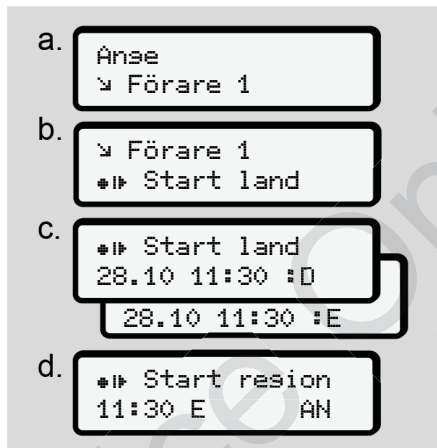 a.
Ange
↘ Förare 1
b.
↘ Förare 1
●I▶ Start land
c.
●I▶ Start land
28.10 11:30 :D
28.10 11:30 :E
d.
●I▶ Start region
11:30 E AN